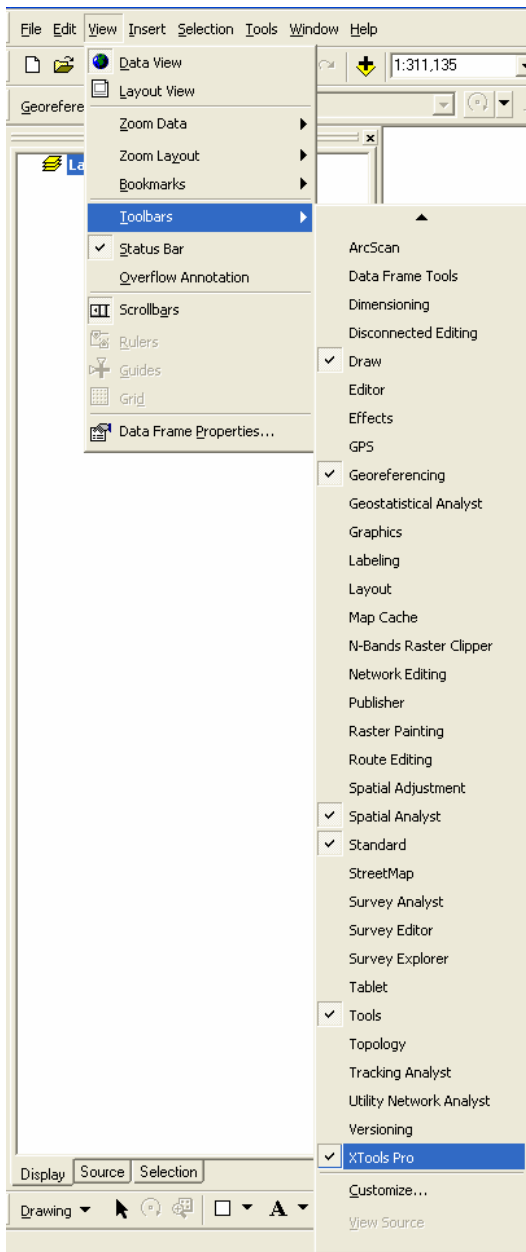 File Edit View Insert Selection Tools Window Help
1:311,135
Georefere
La
Data View
Layout View
Zoom Data
Zoom Layout
Bookmarks
Toolbars
Status Bar
Overflow Annotation
Scrollbars
Rulers
Guides
Grid
Data Frame Properties...
ArcScan
Data Frame Tools
Dimensioning
Disconnected Editing
Draw
Editor
Effects
GPS
Georeferencing
Geostatistical Analyst
Graphics
Labeling
Layout
Map Cache
N-Bands Raster Clipper
Network Editing
Publisher
Raster Painting
Route Editing
Spatial Adjustment
Spatial Analyst
Standard
StreetMap
Survey Analyst
Survey Editor
Survey Explorer
Tablet
Tools
Topology
Tracking Analyst
Utility Network Analyst
Versioning
XTools Pro
Customize...
View Source
Display Source Selection
Drawing A